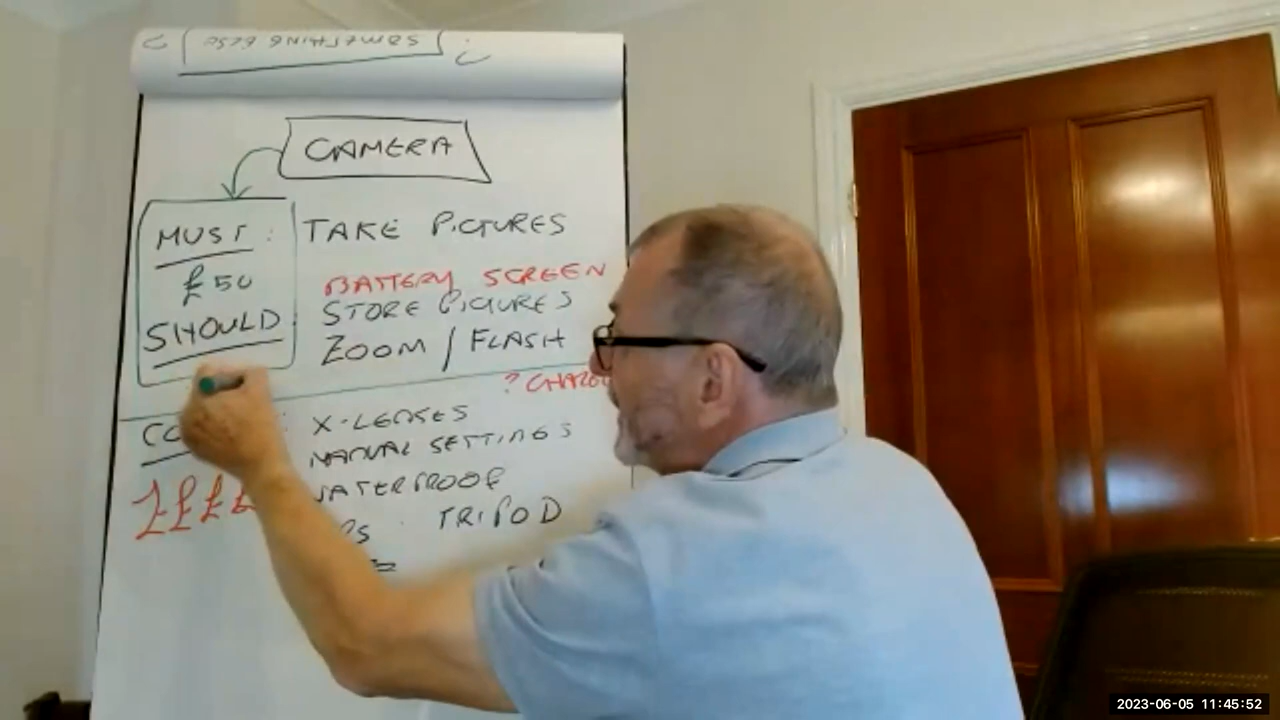 SOMETHING ELSE
CAMERA
MUST : TAKE PICTURES
£50 BATTERY SCREEN
STORE PICTURES
SHOULD ZOOM / FLASH
?
X-LENSES
MANUAL SETTINGS
TRIPOD
££££
2023-06-05 11:45:52